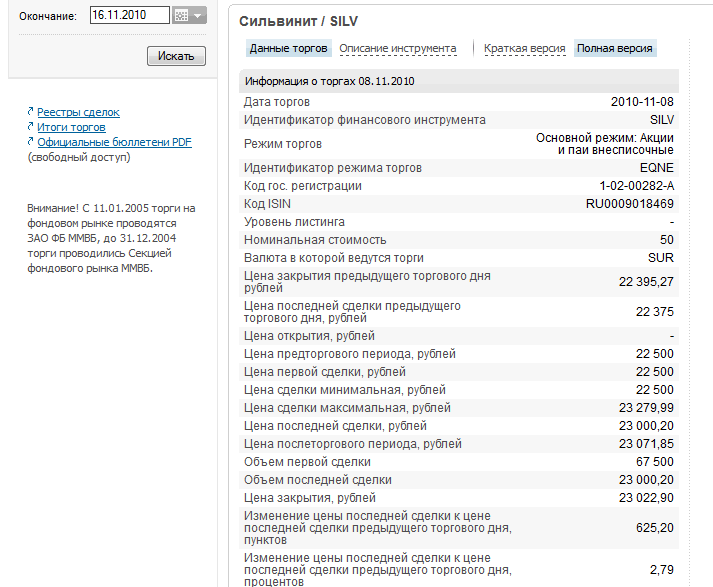 Окончание: 16.11.2010
Искать
Реестры сделок
Итоги торгов
Официальные бюллетени PDF
(свободный доступ)
Внимание! С 11.01.2005 торги на
фондовом рынке проводятся
ЗАО ФБ ММВБ, до 31.12.2004
торги проводились Секцией
фондового рынка ММВБ.
Сильвинит / SILV
Данные торгов Описание инструмента Краткая версия Полная версия
Информация о торгах 08.11.2010
Дата торгов 2010-11-08
Идентификатор финансового инструмента SILV
Режим торгов Основной режим: Акции
и паи внесписочные
Идентификатор режима торгов EQNE
Код гос. регистрации 1-02-00282-A
Код ISIN RU0009018469
Уровень листинга -
Номинальная стоимость 50
Валюта в которой ведутся торги SUR
Цена закрытия предыдущего торгового дня
рублей 22 395,27
Цена последней сделки предыдущего
торгового дня, рублей 22 375
Цена открытия, рублей -
Цена предторгового периода, рублей 22 500
Цена первой сделки, рублей 22 500
Цена сделки минимальная, рублей 22 500
Цена сделки максимальная, рублей 23 279,99
Цена последней сделки, рублей 23 000,20
Цена послеторгового периода, рублей 23 071,85
Объем первой сделки 67 500
Объем последней сделки 23 000,20
Цена закрытия, рублей 23 022,90
Изменение цены последней сделки к цене
последней сделки предыдущего торгового дня,
пунктов 625,20
Изменение цены последней сделки к цене
последней сделки предыдущего торгового дня,
процентов 2,79